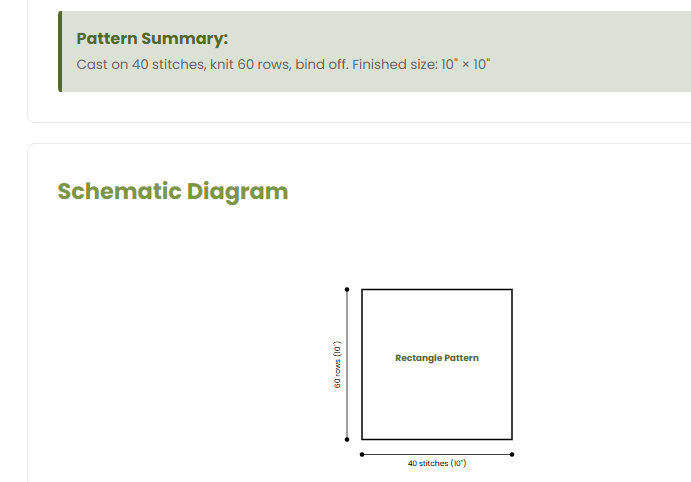 Pattern Summary:
Cast on 40 stitches, knit 60 rows, bind off. Finished size: 10" × 10"
Schematic Diagram
60 rows (10")
Rectangle Pattern
40 stitches (10")